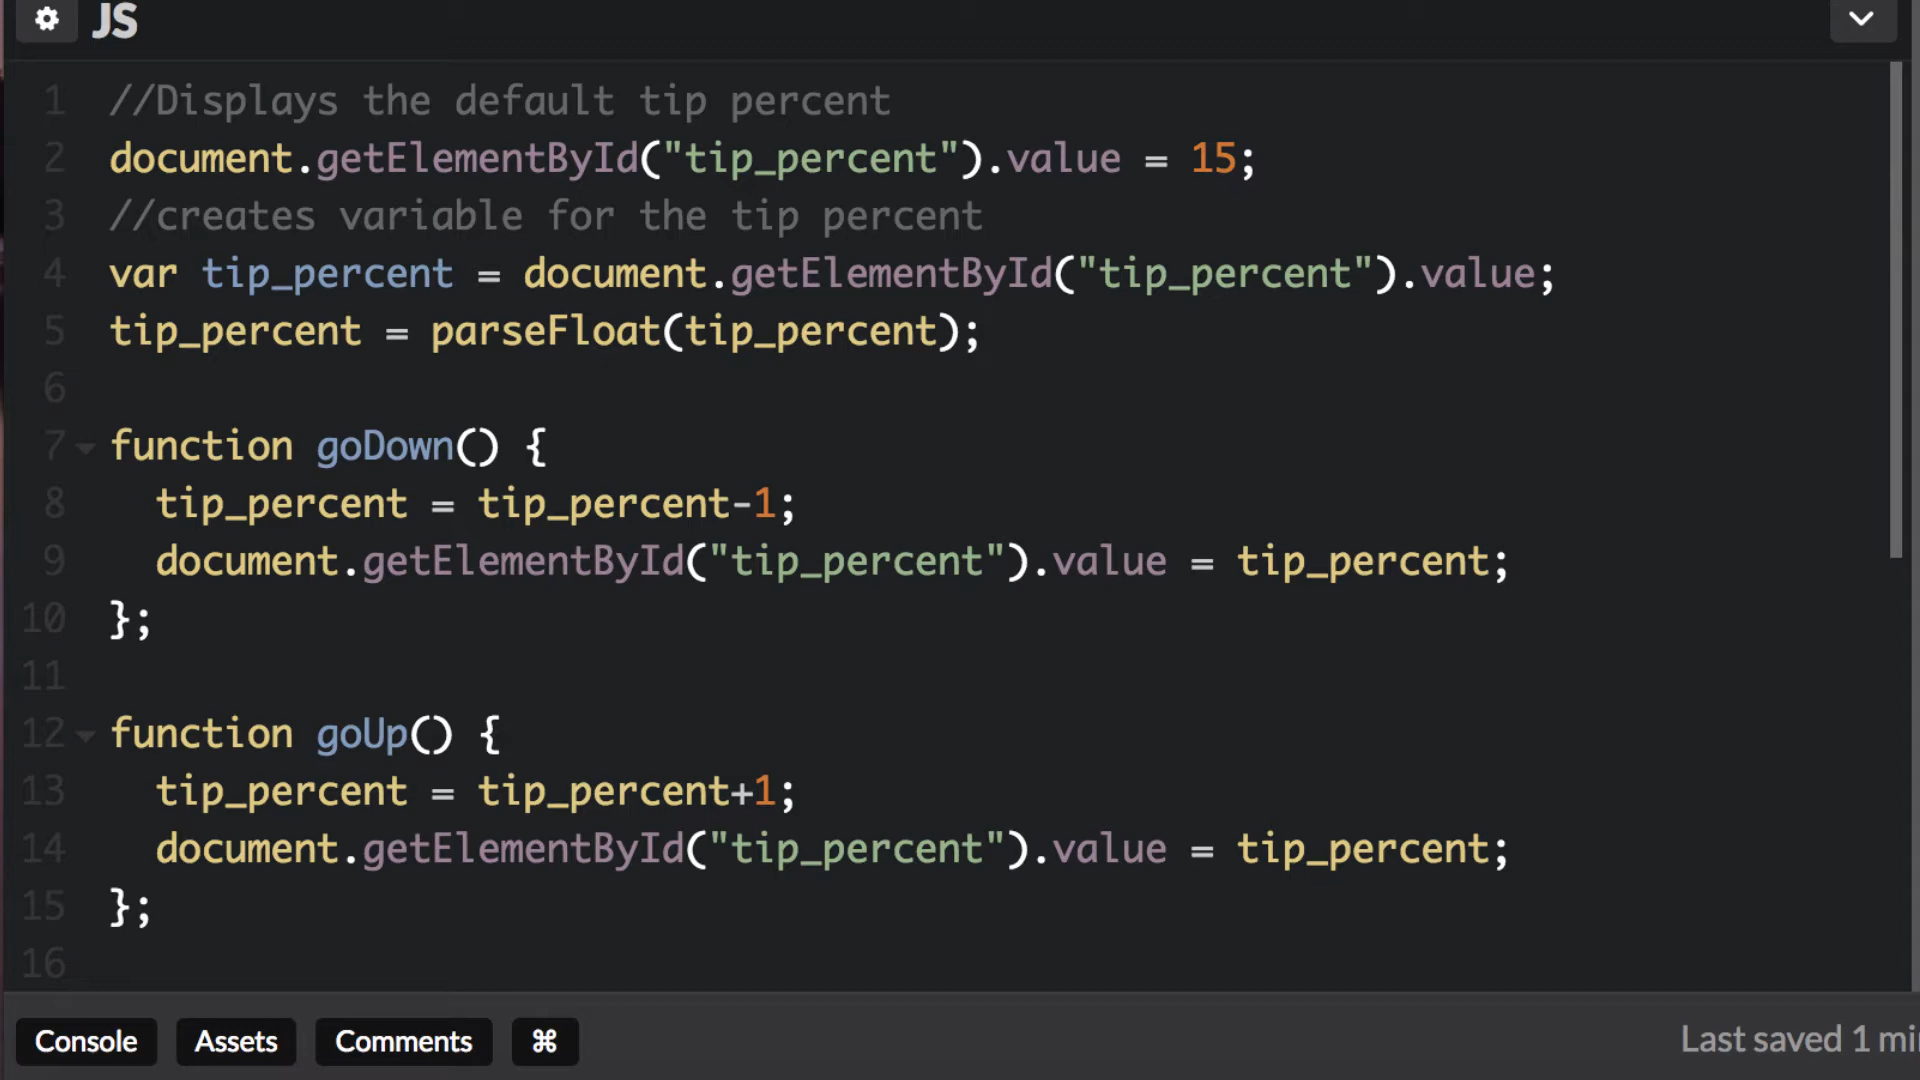 JS
1 //Displays the default tip percent
2 document.getElementById("tip_percent").value = 15;
3 //creates variable for the tip percent
4 var tip_percent = document.getElementById("tip_percent").value;
5 tip_percent = parseFloat(tip_percent);
6
7 function goDown() {
8 tip_percent = tip_percent-1;
9 document.getElementById("tip_percent").value = tip_percent;
10 };
11
12 function goUp() {
13 tip_percent = tip_percent+1;
14 document.getElementById("tip_percent").value = tip_percent;
15 };
16
Console Assets Comments ⌘ Last saved 1 mi